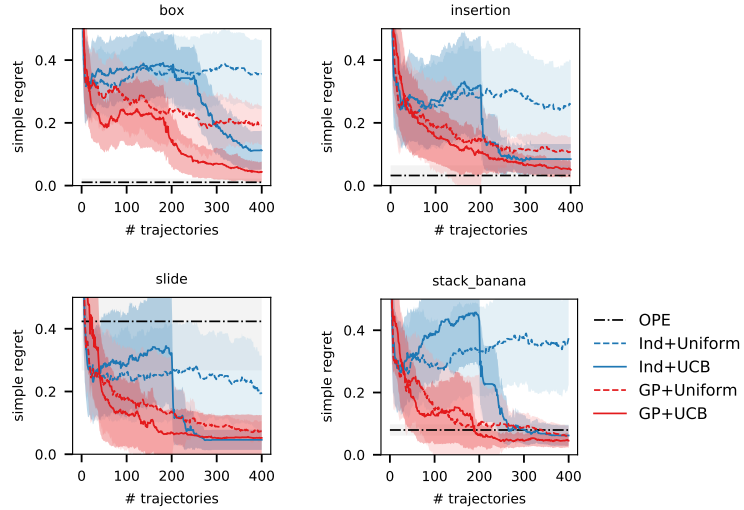 box
insertion
simple regret
0.4
0.2
0.0
0 100 200 300 400
# trajectories
simple regret
0.4
0.2
0.0
0 100 200 300 400
# trajectories
slide
stack_banana
simple regret
0.4
0.2
0.0
0 100 200 300 400
# trajectories
simple regret
0.4
0.2
0.0
0 100 200 300 400
# trajectories
OPE
Ind+Uniform
Ind+UCB
GP+Uniform
GP+UCB